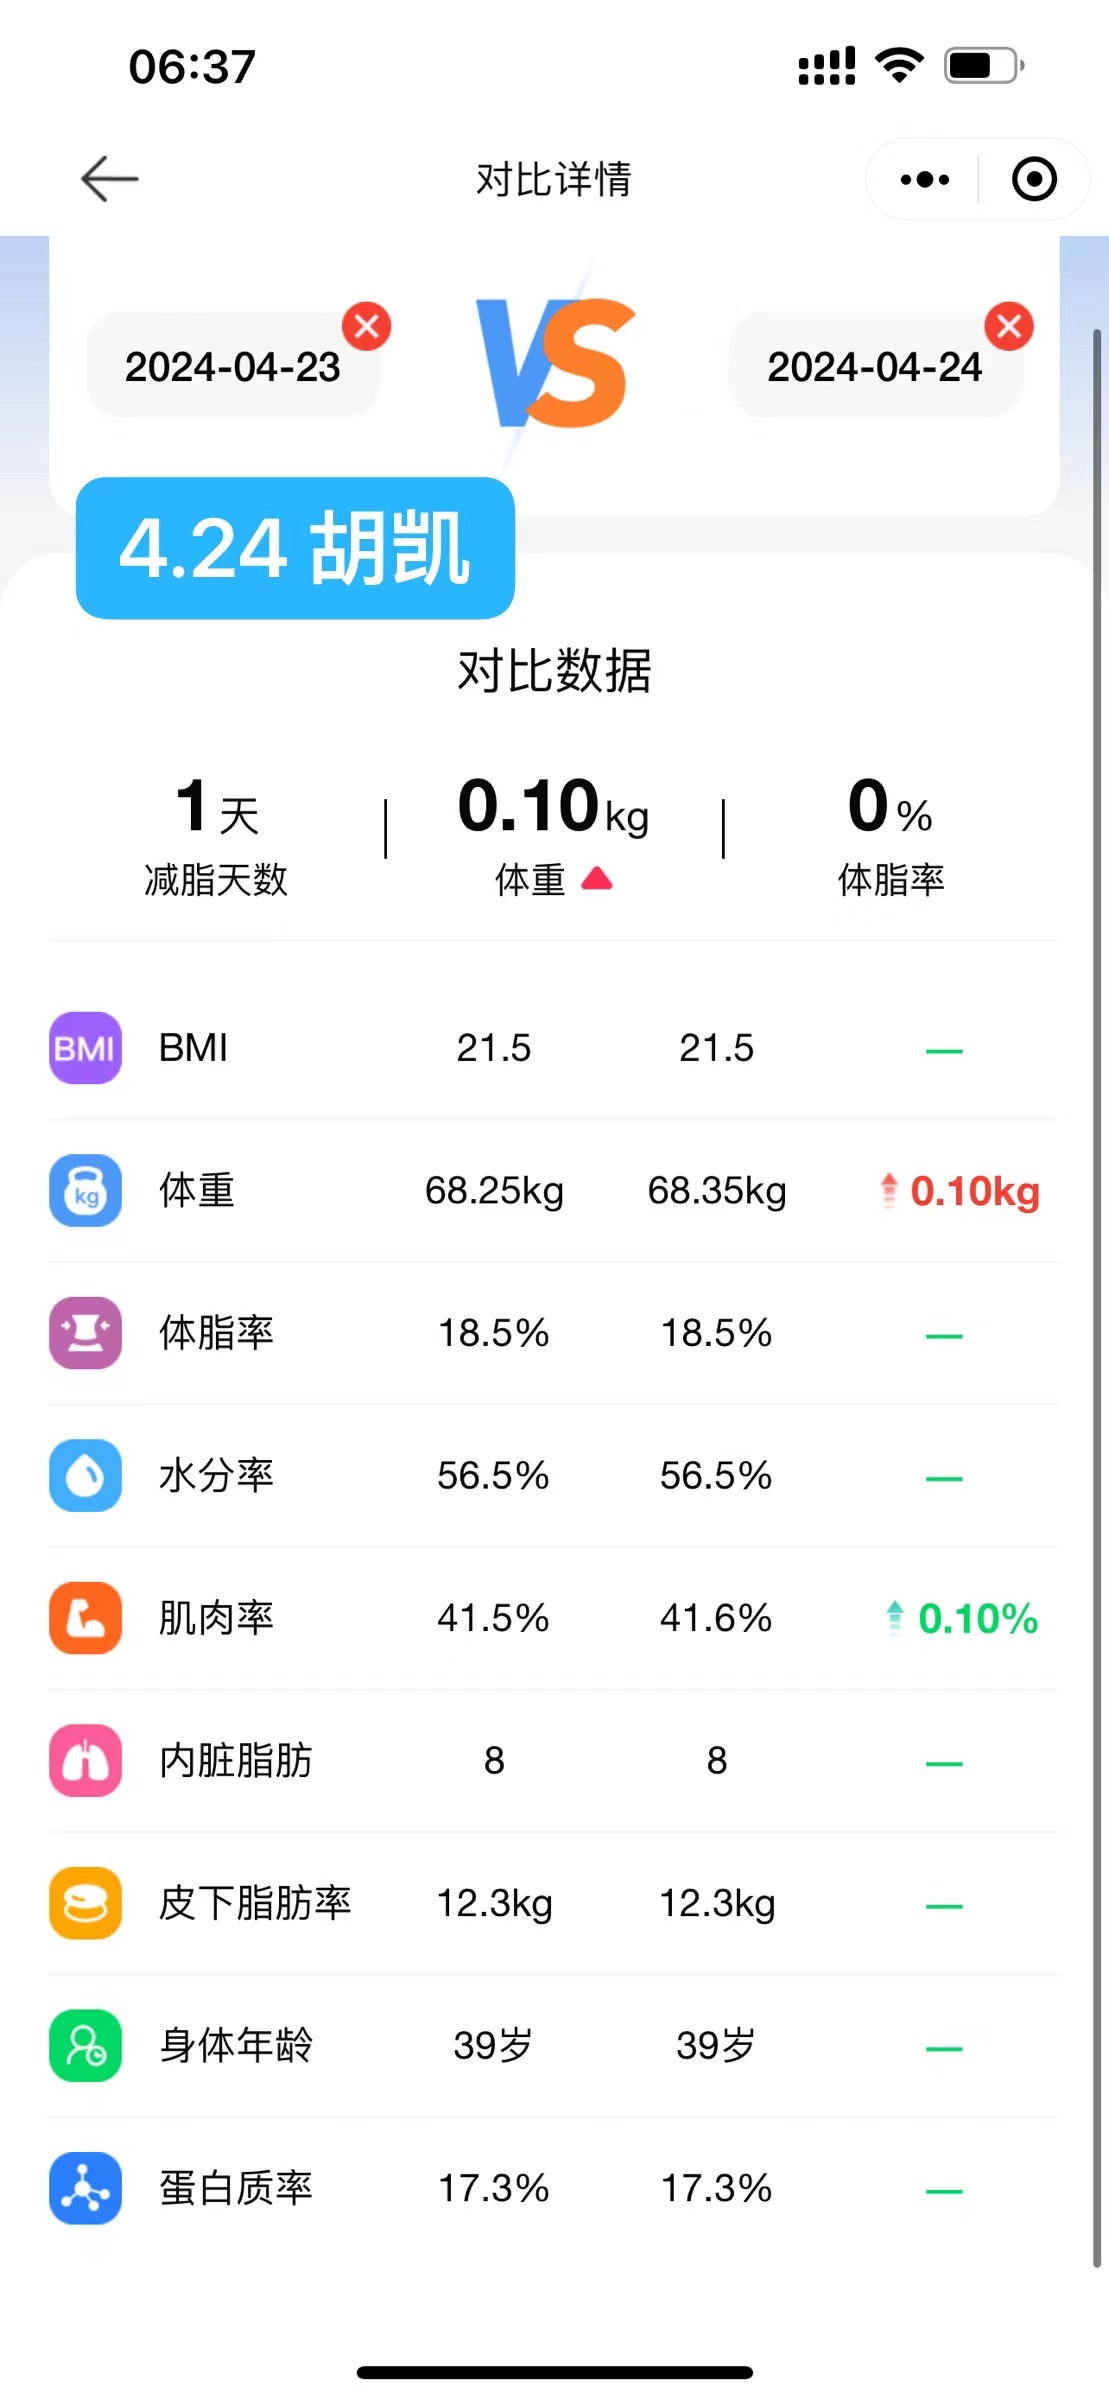 06:37
对比详情
2024-04-23 VS 2024-04-24
4.24 胡凯
对比数据
1天 0.10kg 0%
减脂天数 体重 体脂率
BMI BMI 21.5 21.5 —
kg 体重 68.25kg 68.35kg 0.10kg
体脂率 18.5% 18.5% —
水分率 56.5% 56.5% —
肌肉率 41.5% 41.6% 0.10%
内脏脂肪 8 8 —
皮下脂肪率 12.3kg 12.3kg —
身体年龄 39岁 39岁 —
蛋白质率 17.3% 17.3% —